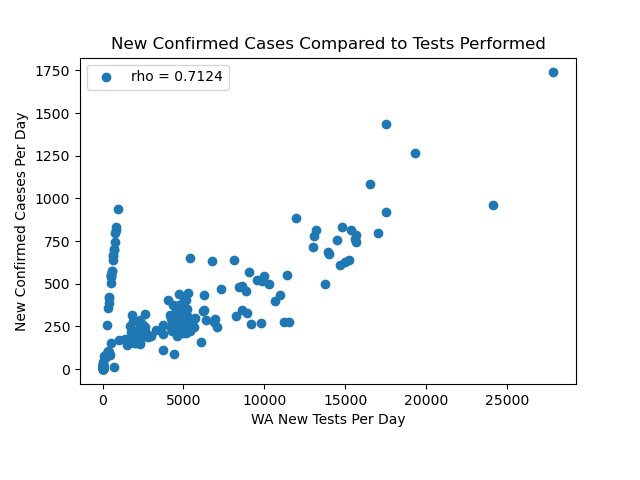 New Confirmed Cases Compared to Tests Performed
rho = 0.7124
New Confirmed Caeses Per Day
1750
1500
1250
1000
750
500
250
0
0 5000 10000 15000 20000 25000
WA New Tests Per Day